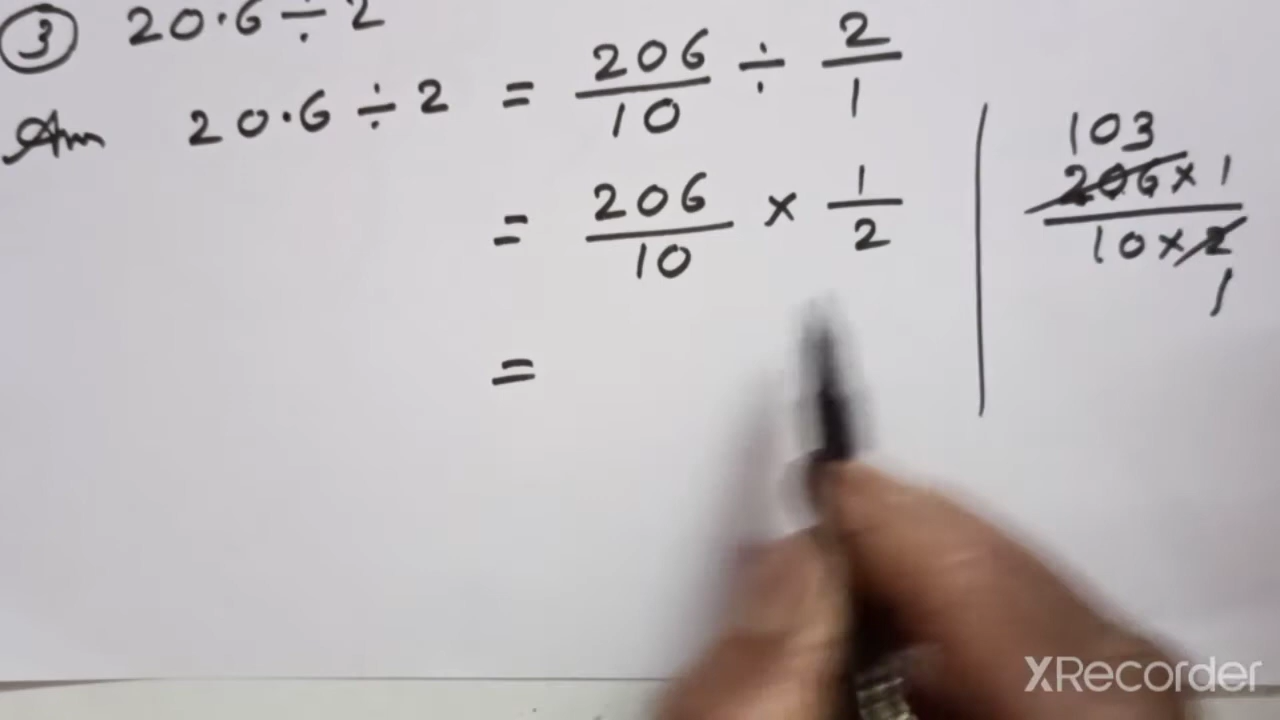 ③ 20.6 ÷ 2
Ans 20.6 ÷ 2 = 206/10 ÷ 2/1
= 206/10 × 1/2
=
103
206 × 1
10 × 2
1
XRecorder